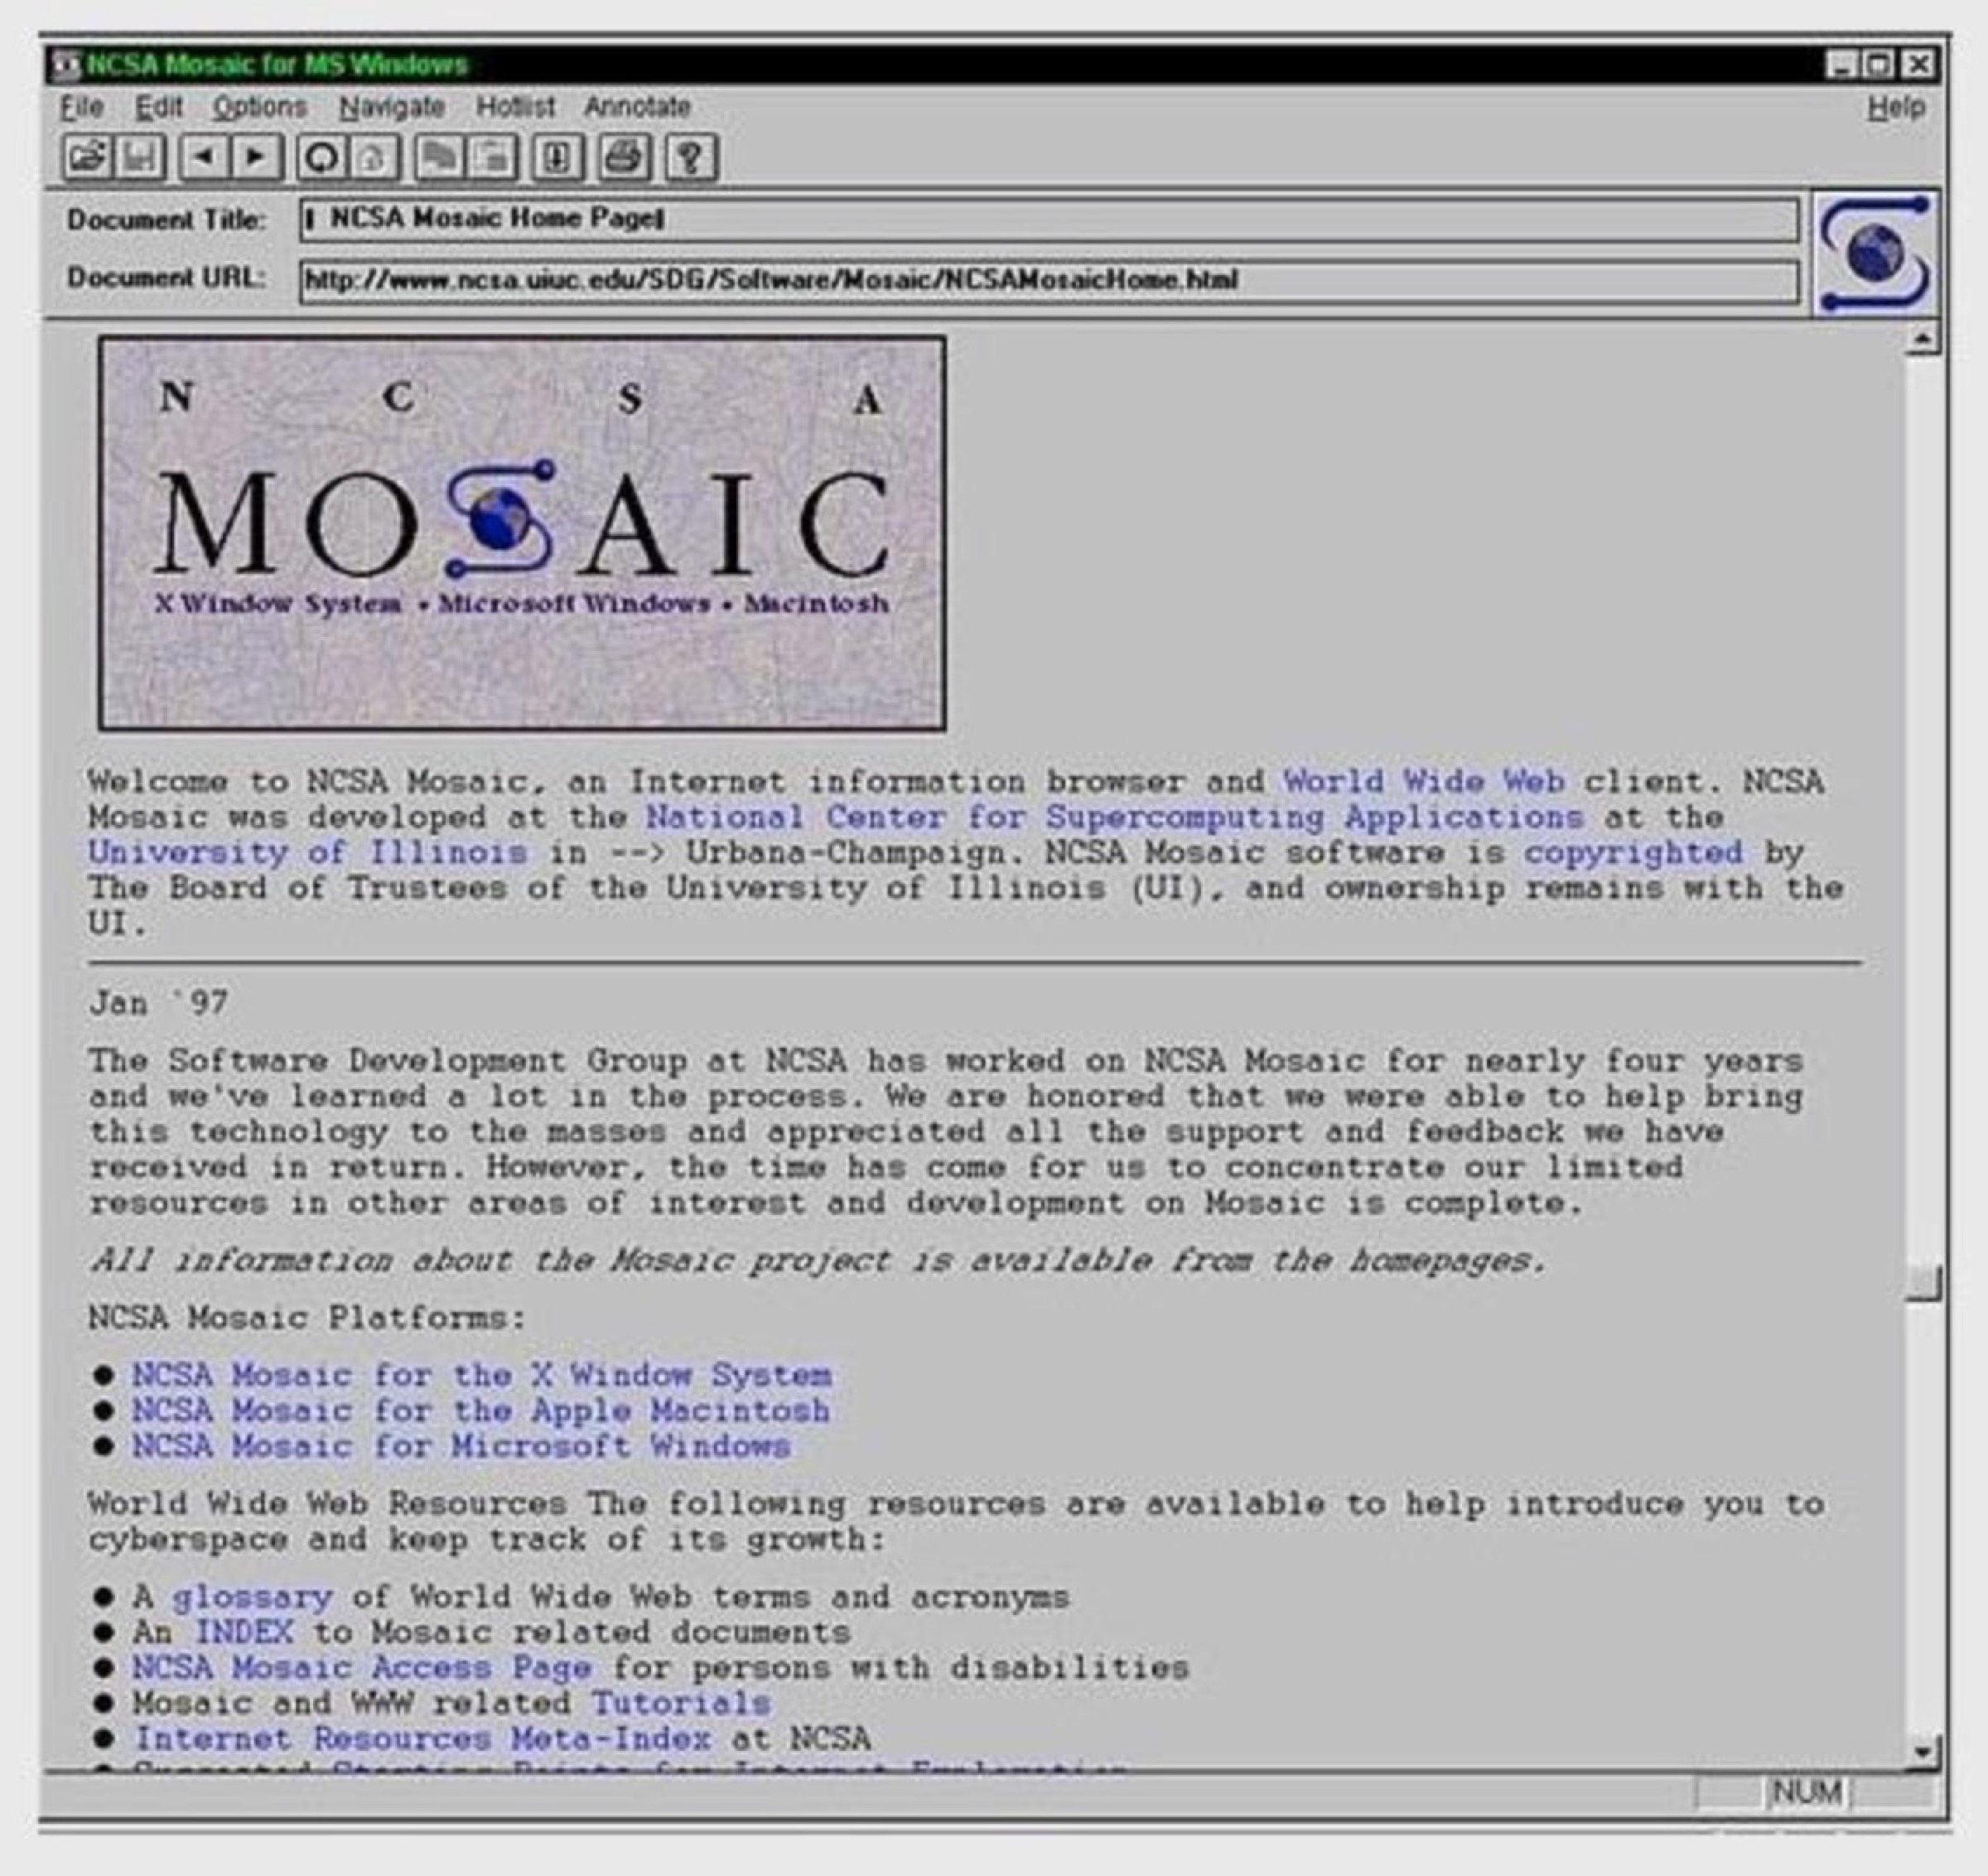 NCSA Mosaic for MS Windows
File Edit Options Navigate Hotlist Annotate Help
Document Title: NCSA Mosaic Home Page
Document URL: http://www.ncsa.uiuc.edu/SDG/Software/Mosaic/NCSAMosaicHome.html
N C S A
MOSAIC
X Window System • Microsoft Windows • Macintosh
Welcome to NCSA Mosaic, an Internet information browser and World Wide Web client. NCSA
Mosaic was developed at the National Center for Supercomputing Applications at the
University of Illinois in --> Urbana-Champaign. NCSA Mosaic software is copyrighted by
The Board of Trustees of the University of Illinois (UI), and ownership remains with the
UI.
Jan `97
The Software Development Group at NCSA has worked on NCSA Mosaic for nearly four years
and we've learned a lot in the process. We are honored that we were able to help bring
this technology to the masses and appreciated all the support and feedback we have
received in return. However, the time has come for us to concentrate our limited
resources in other areas of interest and development on Mosaic is complete.
All information about the Mosaic project is available from the homepages.
NCSA Mosaic Platforms:
● NCSA Mosaic for the X Window System
● NCSA Mosaic for the Apple Macintosh
● NCSA Mosaic for Microsoft Windows
World Wide Web Resources The following resources are available to help introduce you to
cyberspace and keep track of its growth:
● A glossary of World Wide Web terms and acronyms
● An INDEX to Mosaic related documents
● NCSA Mosaic Access Page for persons with disabilities
● Mosaic and WWW related Tutorials
● Internet Resources Meta-Index at NCSA
● Suggested Starting Points for Internet Exploration
NUM